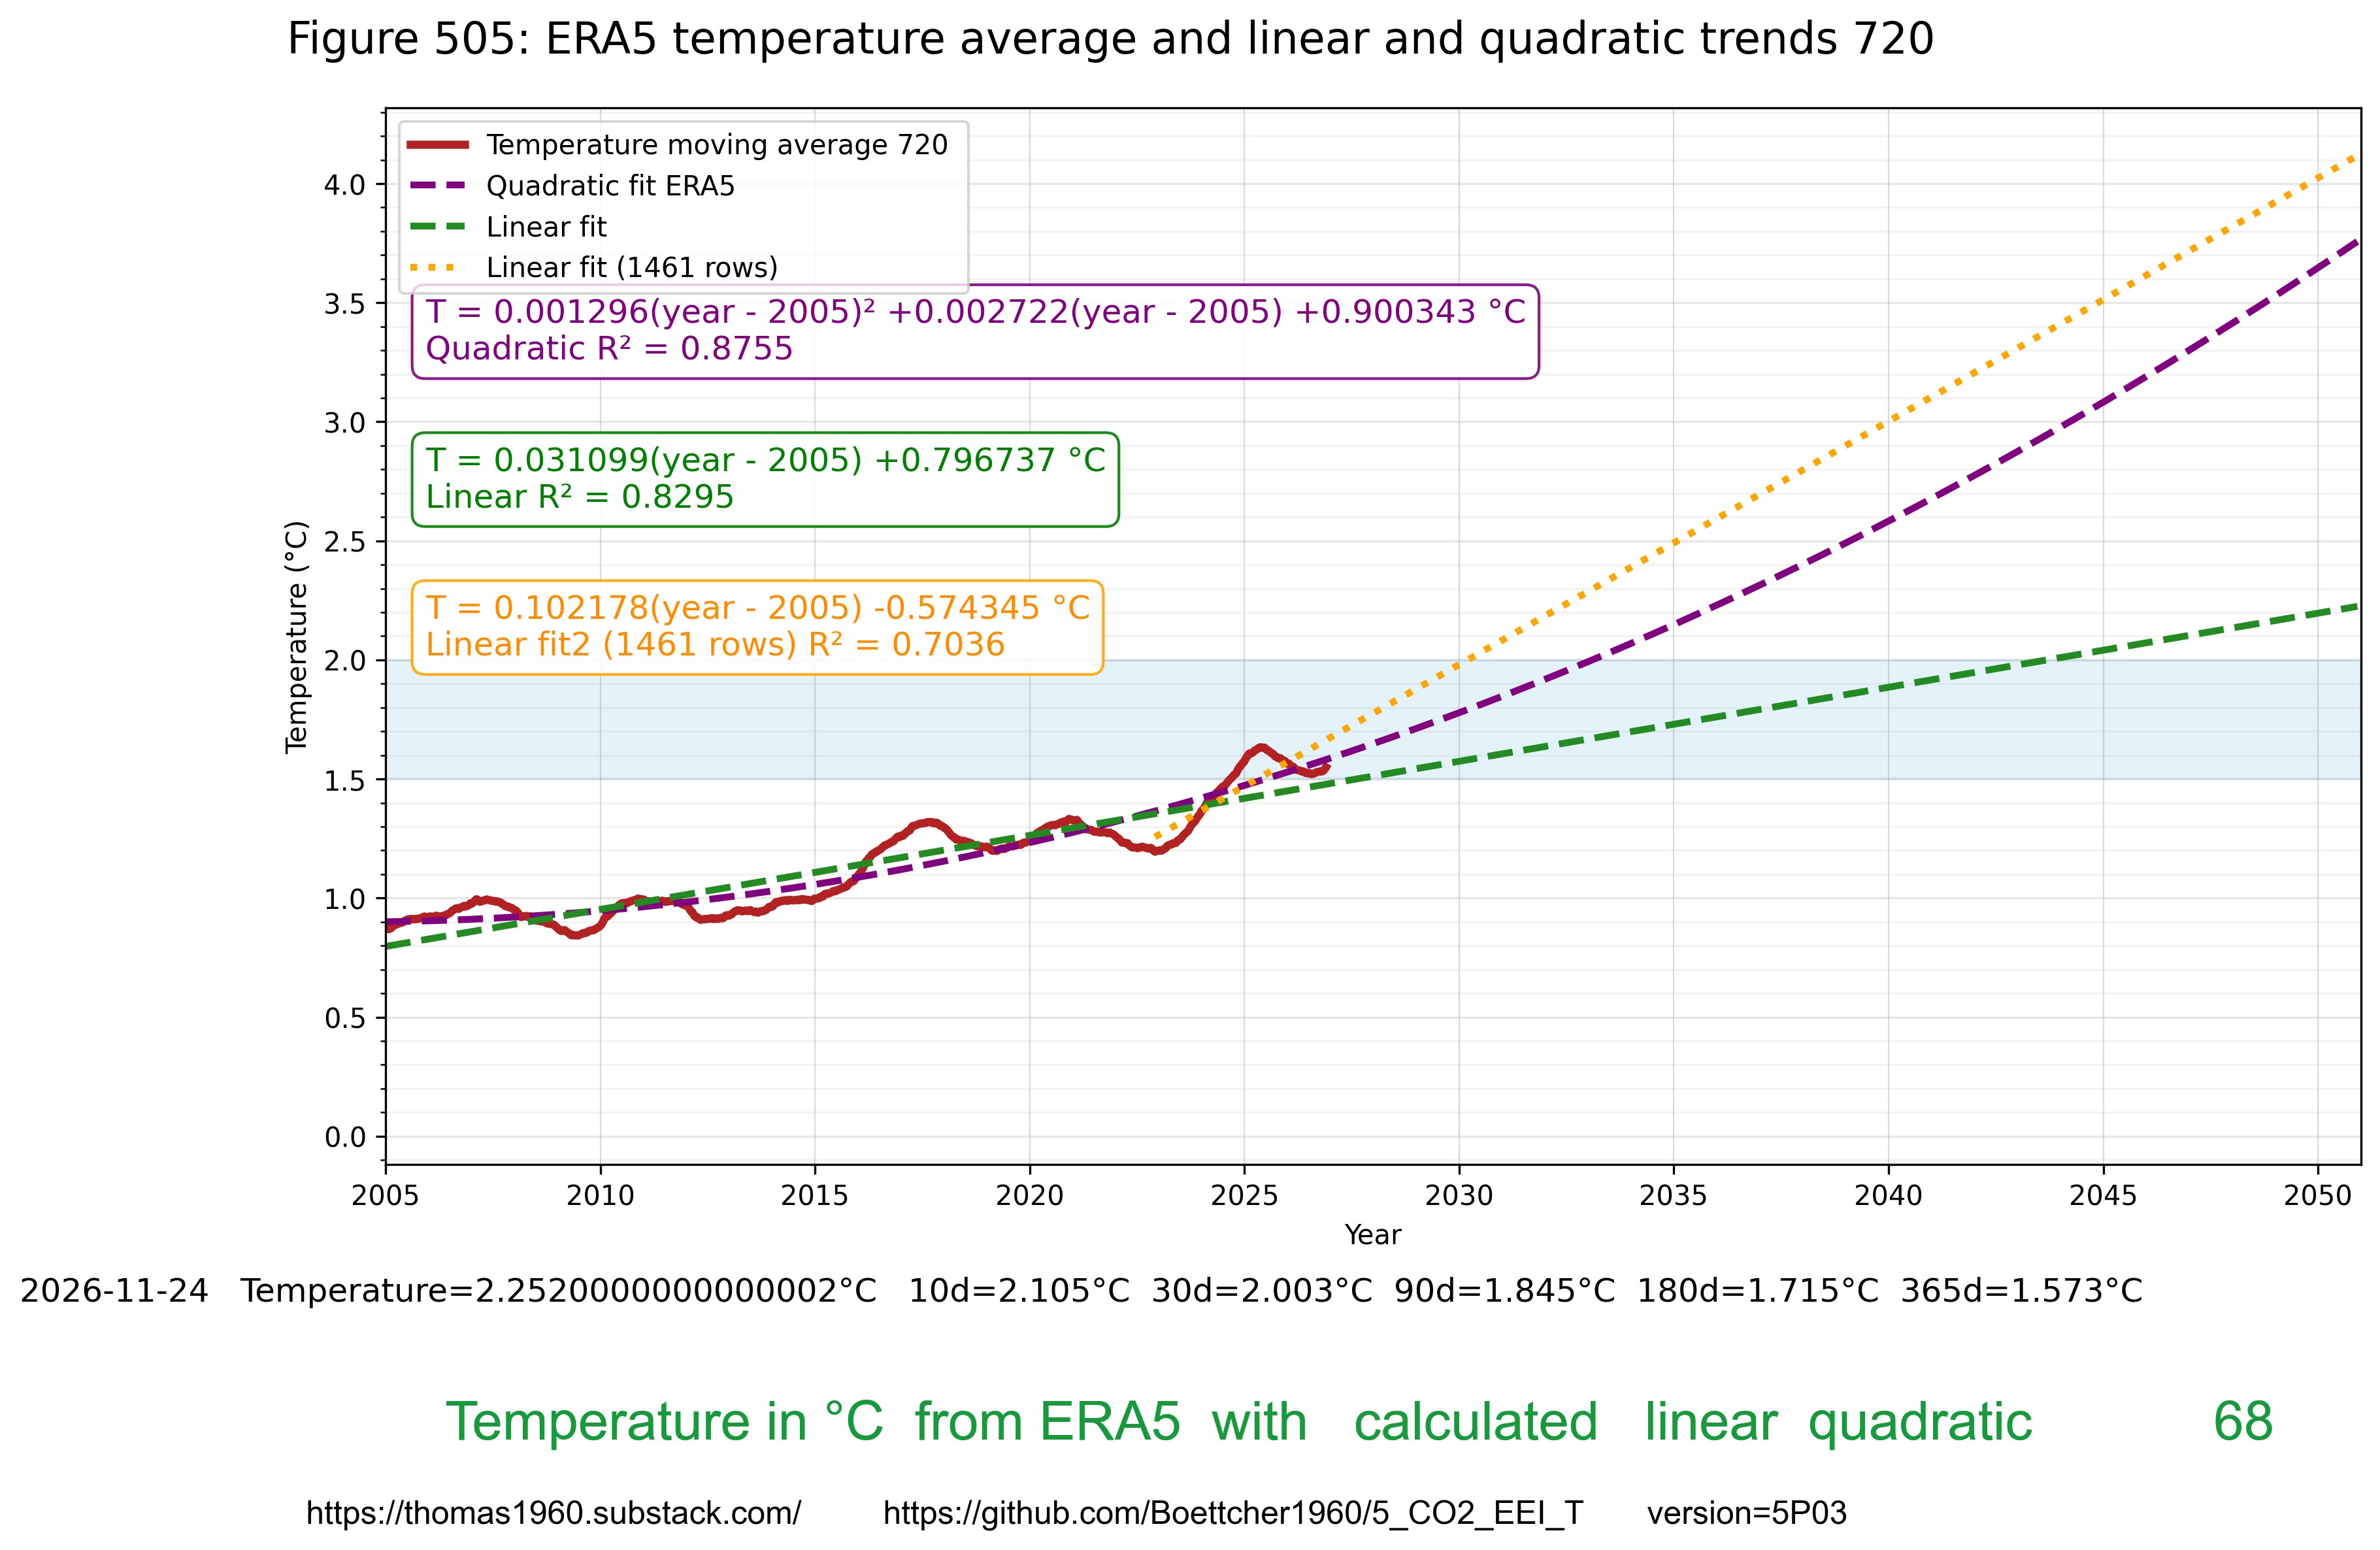 Figure 505: ERA5 temperature average and linear and quadratic trends 720
Temperature moving average 720
Quadratic fit ERA5
Linear fit
Linear fit (1461 rows)
T = 0.001296(year - 2005)² +0.002722(year - 2005) +0.900343 °C
Quadratic R² = 0.8755
T = 0.031099(year - 2005) +0.796737 °C
Linear R² = 0.8295
T = 0.102178(year - 2005) -0.574345 °C
Linear fit2 (1461 rows) R² = 0.7036
Temperature (°C)
4.0
3.5
3.0
2.5
2.0
1.5
1.0
0.5
0.0
2005 2010 2015 2020 2025 2030 2035 2040 2045 2050
Year
2026-11-24 Temperature=2.2520000000000002°C 10d=2.105°C 30d=2.003°C 90d=1.845°C 180d=1.715°C 365d=1.573°C
Temperature in °C from ERA5 with calculated linear quadratic 68
https://thomas1960.substack.com/ https://github.com/Boettcher1960/5_CO2_EEI_T version=5P03